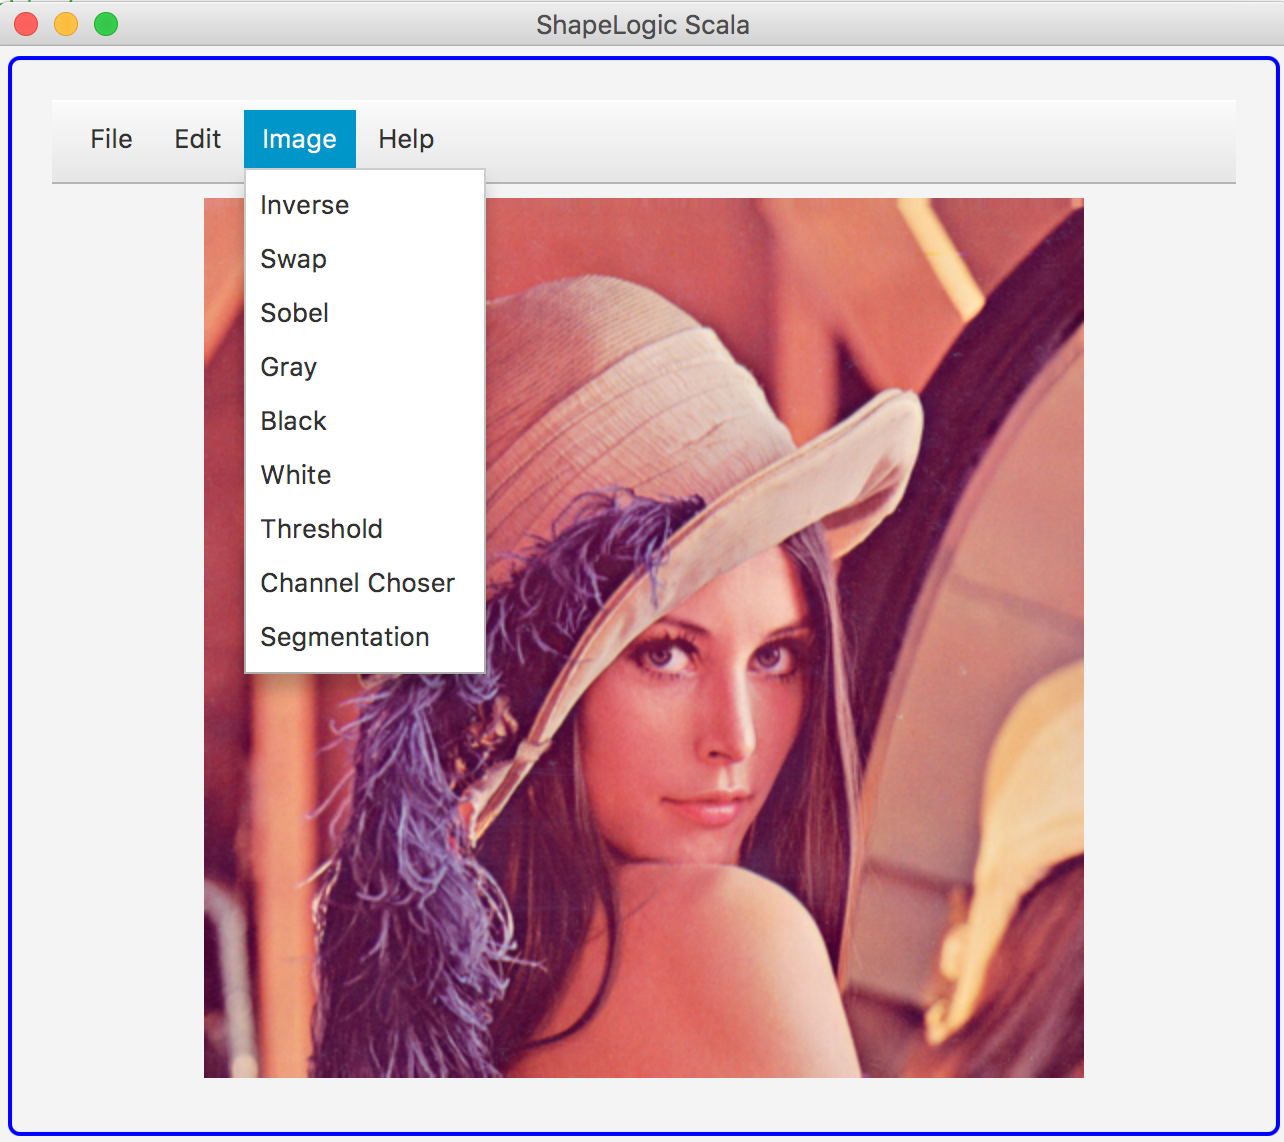 ShapeLogic Scala
File Edit Image Help
Inverse
Swap
Sobel
Gray
Black
White
Threshold
Channel Choser
Segmentation